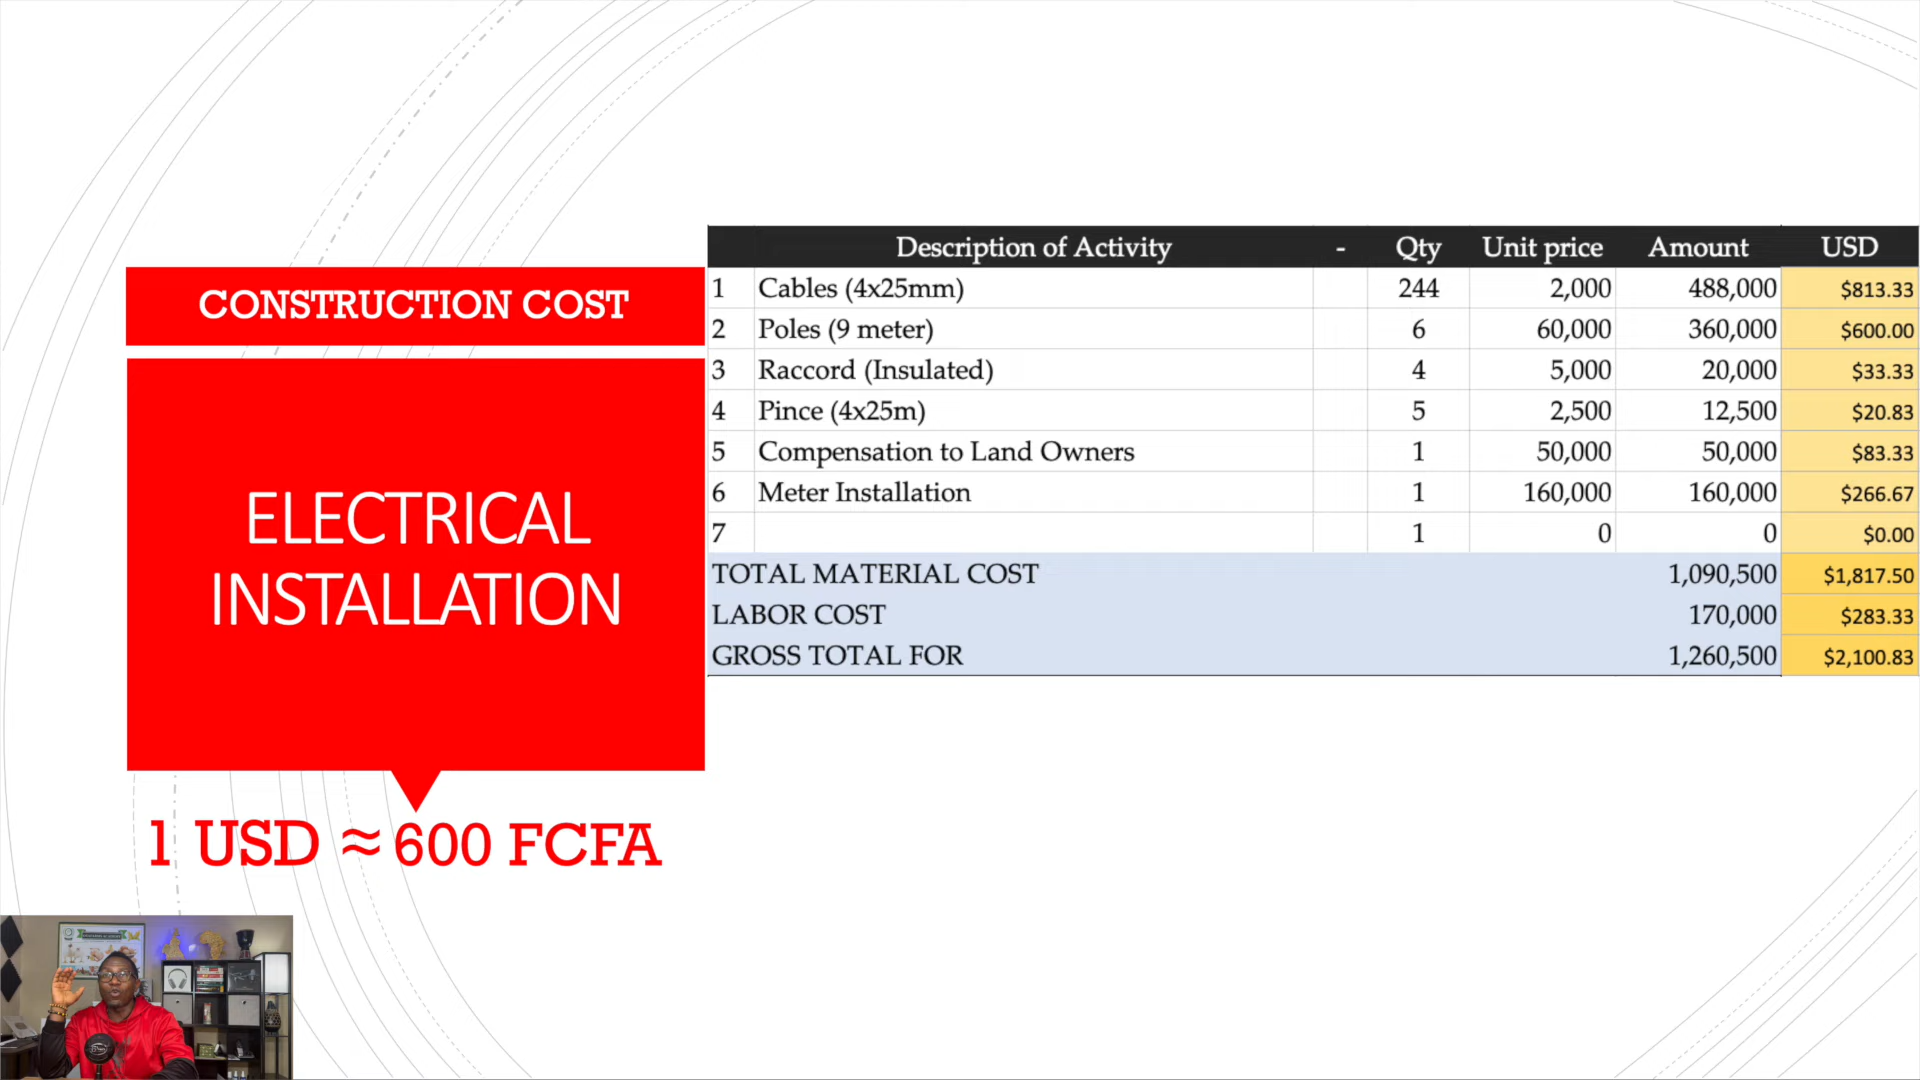 CONSTRUCTION COST
ELECTRICAL
INSTALLATION
1 USD ≈ 600 FCFA
Description of Activity - Qty Unit price Amount USD
1 Cables (4x25mm) 244 2,000 488,000 $813.33
2 Poles (9 meter) 6 60,000 360,000 $600.00
3 Raccord (Insulated) 4 5,000 20,000 $33.33
4 Pince (4x25m) 5 2,500 12,500 $20.83
5 Compensation to Land Owners 1 50,000 50,000 $83.33
6 Meter Installation 1 160,000 160,000 $266.67
7 1 0 0 $0.00
TOTAL MATERIAL COST 1,090,500 $1,817.50
LABOR COST 170,000 $283.33
GROSS TOTAL FOR 1,260,500 $2,100.83